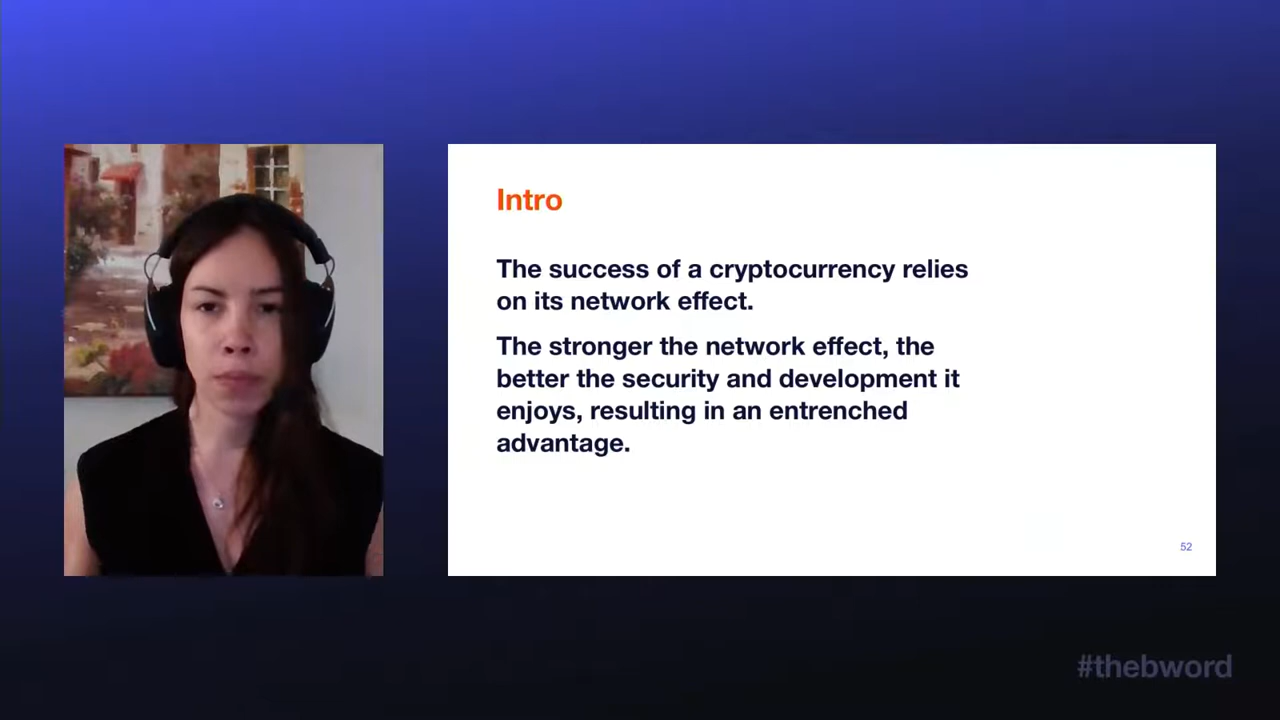 Intro
The success of a cryptocurrency relies
on its network effect.
The stronger the network effect, the
better the security and development it
enjoys, resulting in an entrenched
advantage.
52
#thebword